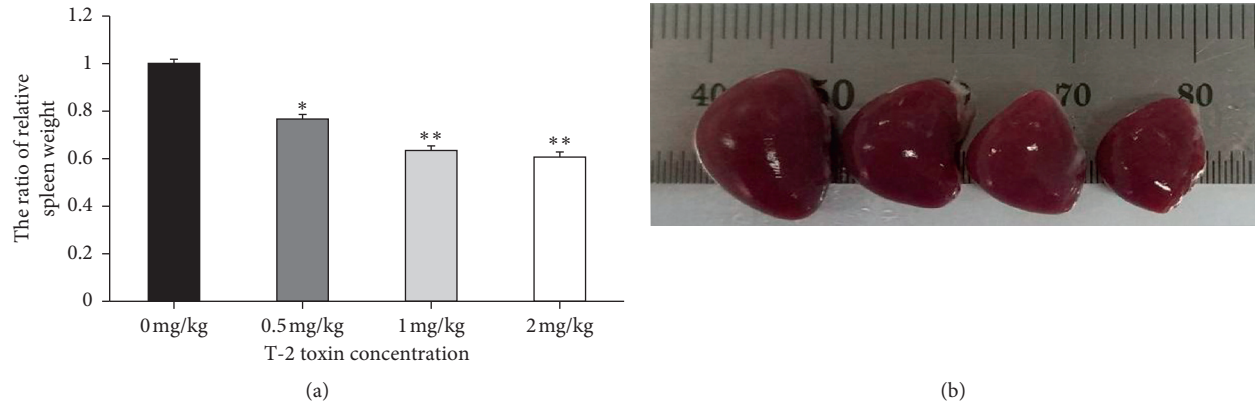 1.2
1
0.8
0.6
0.4
0.2
0
The ratio of relative
spleen weight
*
**
**
0 mg/kg 0.5 mg/kg 1 mg/kg 2 mg/kg
T-2 toxin concentration
(a)
40 50 70 80
(b)